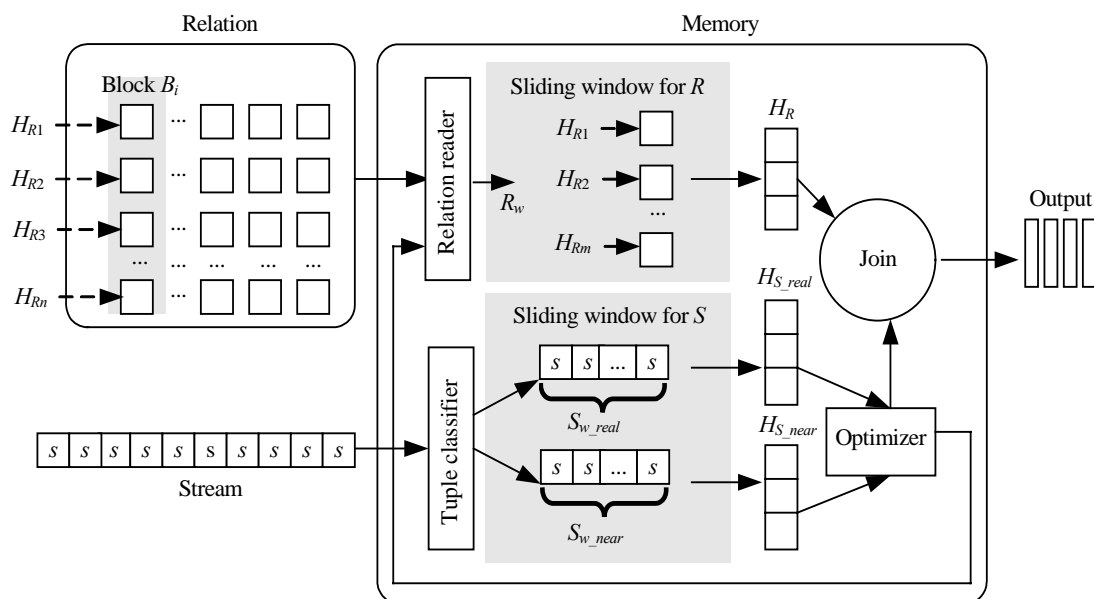 Relation
Memory
Block B_i
H_R1
...
H_R2
...
H_R3
...
... ... ... ... ...
H_Rn
...
Relation reader
R_w
Sliding window for R
H_R1
H_R2
...
H_Rm
H_R
Join
Output
Sliding window for S
s s ... s
S_w_real
s s ... s
S_w_near
H_S_real
H_S_near
Optimizer
Tuple classifier
s s s s s s s s s s
Stream